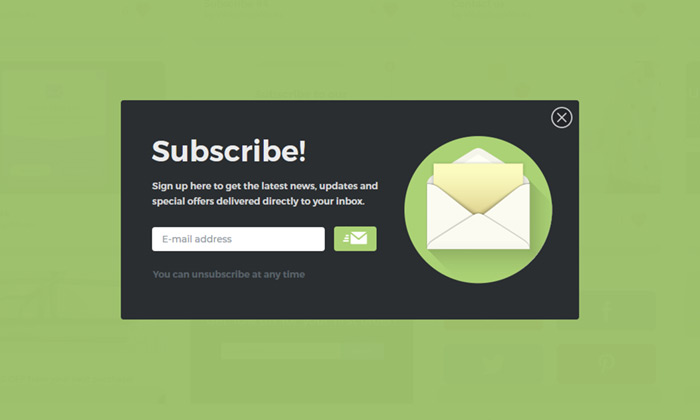 Subscribe!
Sign up here to get the latest news, updates and
special offers delivered directly to your inbox.
E-mail address
You can unsubscribe at any time